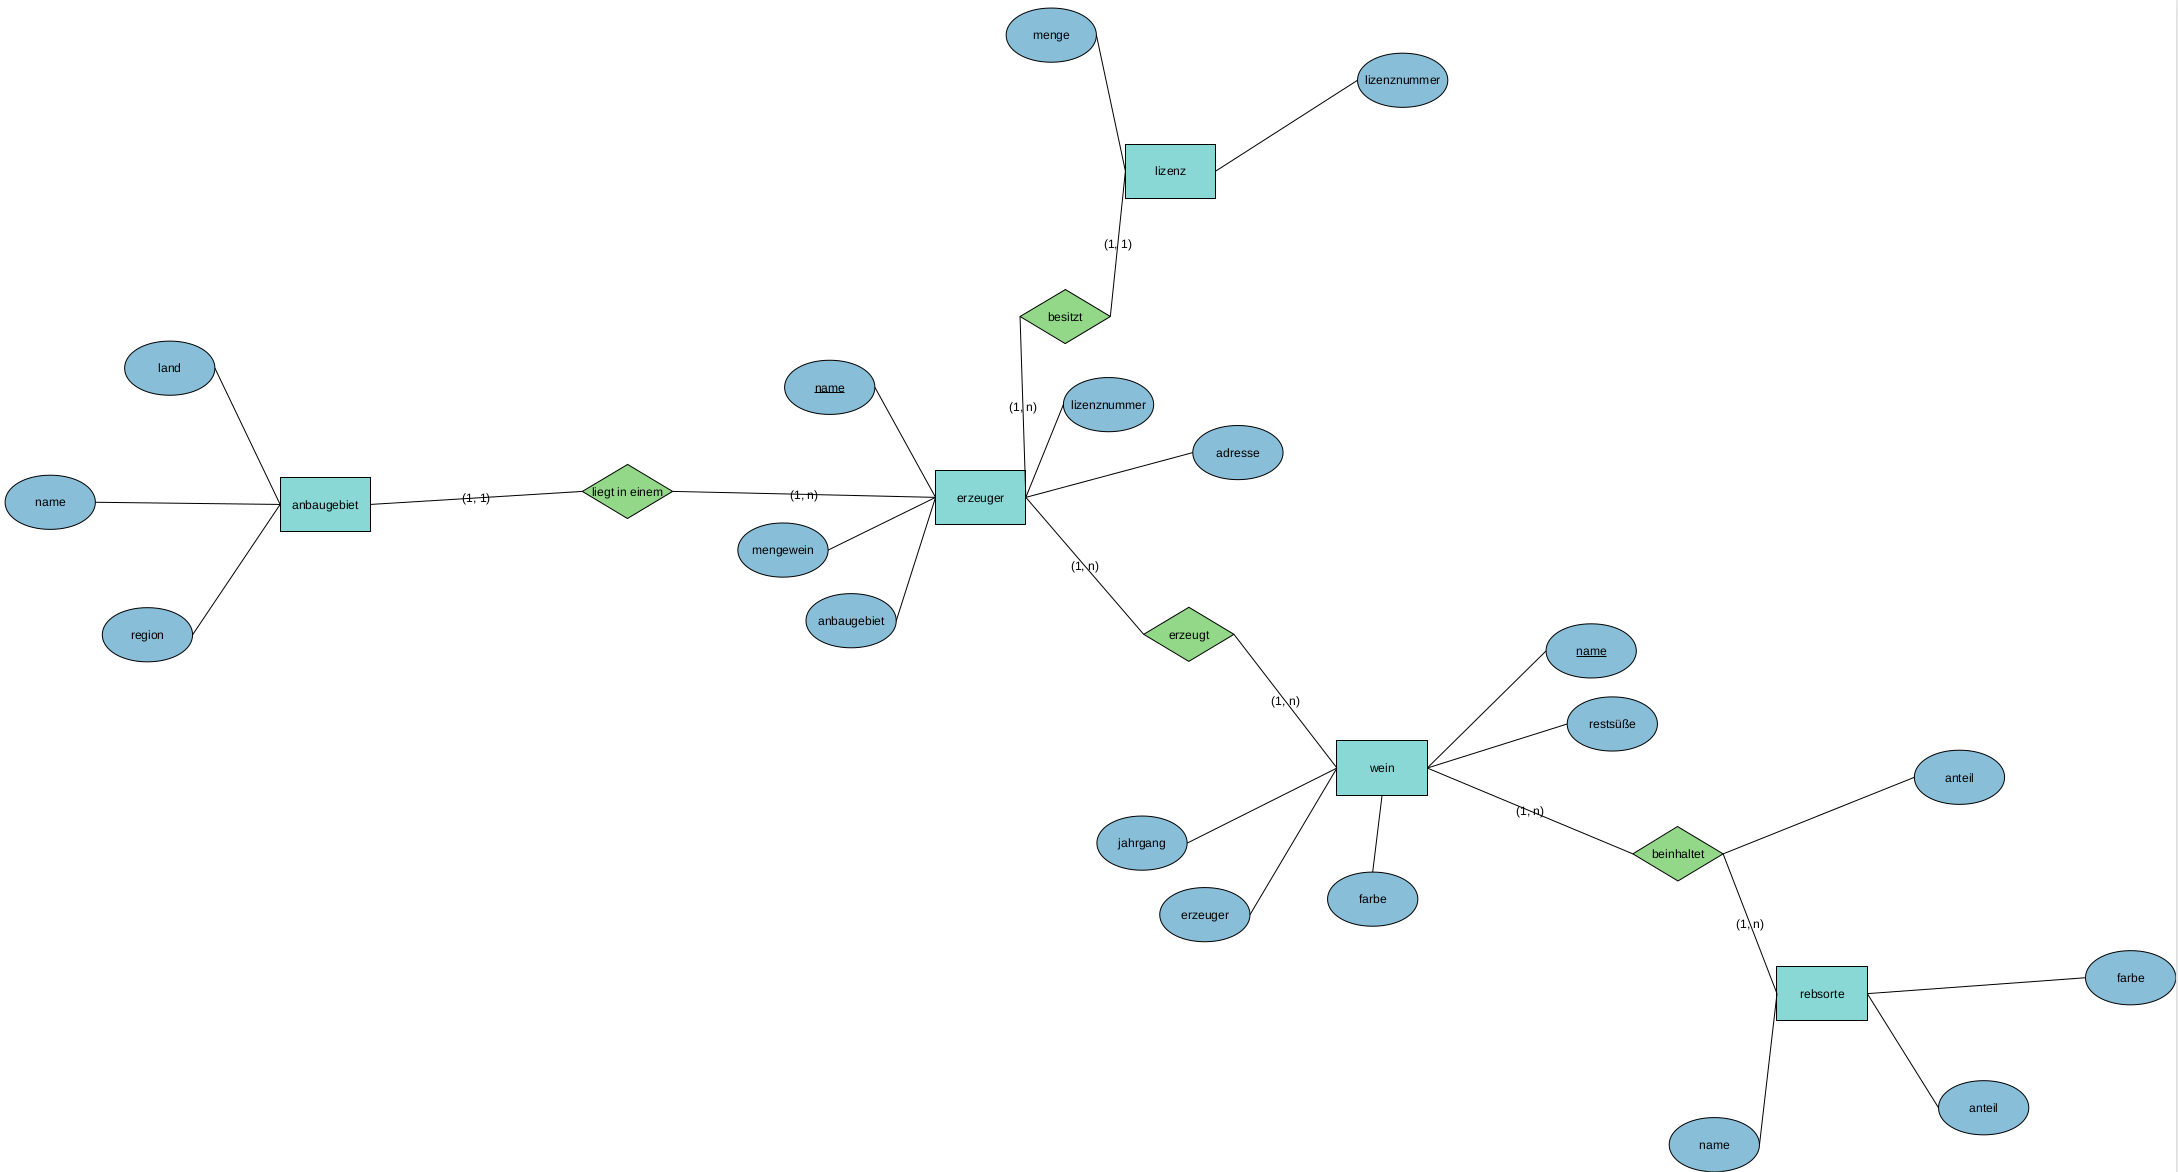 menge
lizenznummer
lizenz
(1, 1)
besitzt
land
name
(1, n)
lizenznummer
adresse
liegt in einem
(1, n)
erzeuger
(1, 1)
name
anbaugebiet
mengewein
(1, n)
anbaugebiet
region
erzeugt
name
(1, n)
restsüße
wein
anteil
(1, n)
jahrgang
beinhaltet
farbe
erzeuger
(1, n)
farbe
rebsorte
anteil
name